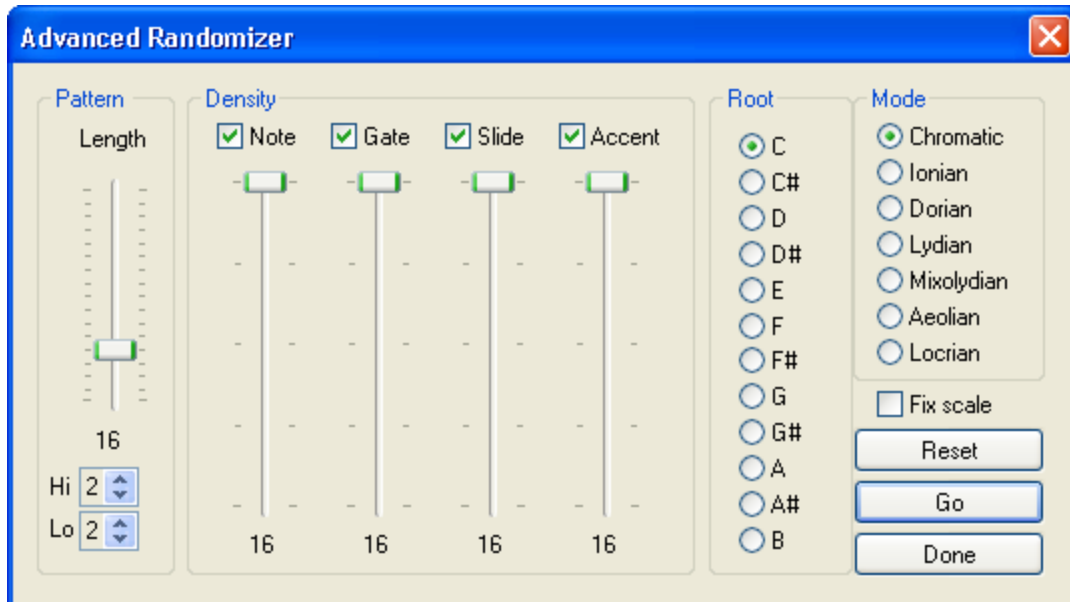 Advanced Randomizer
Pattern
Length
16
Hi 2
Lo 2
Density
Note Gate Slide Accent
16 16 16 16
Root
C
C#
D
D#
E
F
F#
G
G#
A
A#
B
Mode
Chromatic
Ionian
Dorian
Lydian
Mixolydian
Aeolian
Locrian
Fix scale
Reset
Go
Done